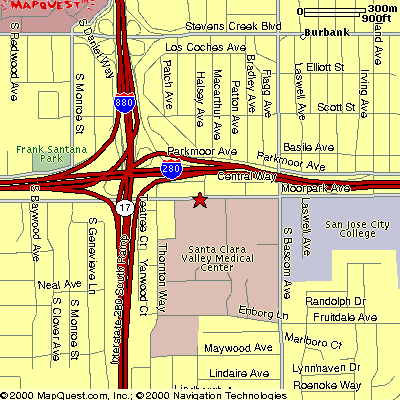 MAPQUEST
300m
900ft
Stevens Creek Blvd
Burbank
Los Coches Ave
S Redwood Ave
S Daniel Way
S Monroe St
Patch Ave
Halsey Ave
Macarthur Ave
Patton Ave
Bradley Ave
Flagg Ave
Elliott St
Laswell Ave
Irving Ave
Scott St
880
Frank Santana
Park
Parkmoor Ave
Basile Ave
Parkmoor Ave
280
Central Way
Moorpark Ave
17
S Baywood Ave
S Genevieve Ln
Interstate 280 South Ramp
Teatree Ct
Yarwood Ct
Thornton Way
Santa Clara
Valley Medical
Center
S Bascom Ave
Laswell Ave
San Jose City
College
Neal Ave
S Clover Ave
S Monroe St
Enborg Ln
Randolph Dr
Fruitdale Ave
Marlboro Ct
Maywood Ave
Lindaire Ave
Lynnhaven Dr
Roenoke Way
©2000 MapQuest.com, Inc.; © 2000 Navigation Technologies